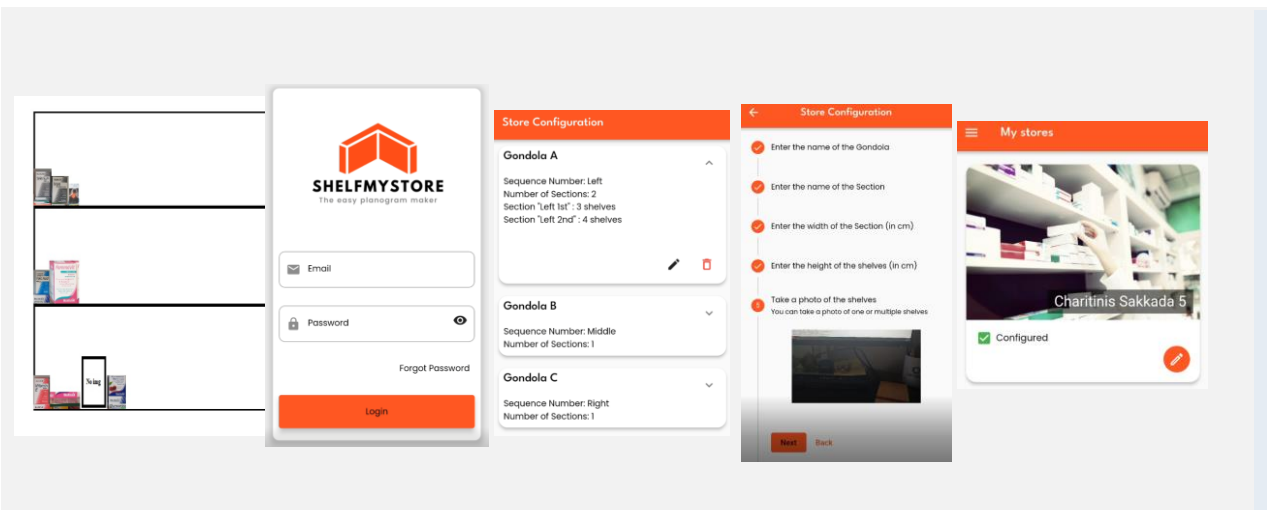 No img
SHELFMYSTORE
The easy planogram maker
Email
Password
Forgot Password
Login
Store Configuration
Gondola A
Sequence Number: Left
Number of Sections: 2
Section "Left 1st" : 3 shelves
Section "Left 2nd" : 4 shelves
Gondola B
Sequence Number: Middle
Number of Sections: 1
Gondola C
Sequence Number: Right
Number of Sections: 1
Store Configuration
Enter the name of the Gondola
Enter the name of the Section
Enter the width of the Section (in cm)
Enter the height of the shelves (in cm)
5 Take a photo of the shelves
You can take a photo of one or multiple shelves
Next Back
My stores
Charitinis Sakkada 5
Configured